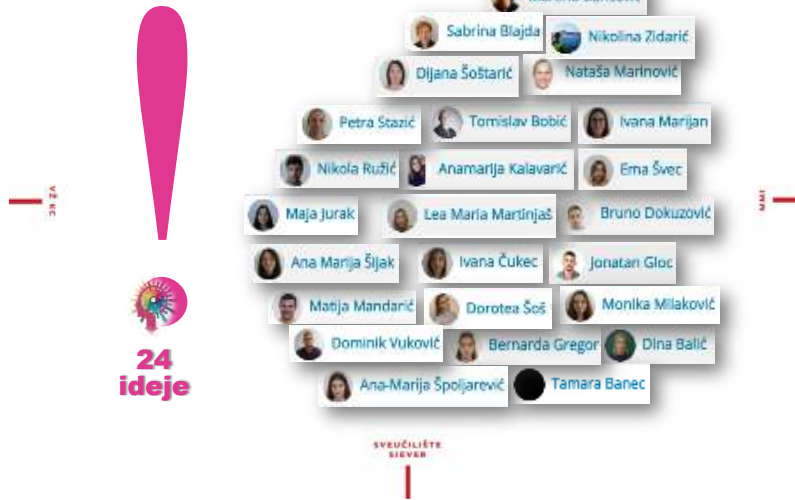 Sabrina Blajda
Nikolina Zidarić
Dijana Šoštarić
Nataša Marinović
Petra Stazić
Tomislav Bobić
Ivana Marijan
Nikola Ružić
Anamarija Kalavarić
Ema Švec
Maja Jurak
Lea Maria Martinjaš
Bruno Dokuzović
Ana Marija Šijak
Ivana Čukec
Jonatan Gloc
Matija Mandarić
Dorotea Šoš
Monika Milaković
Dominik Vuković
Bernarda Gregor
Dina Balić
Ana-Marija Špoljarević
Tamara Banec
!
24
ideje
VŽ KC
SVEUČILIŠTE
SJEVER